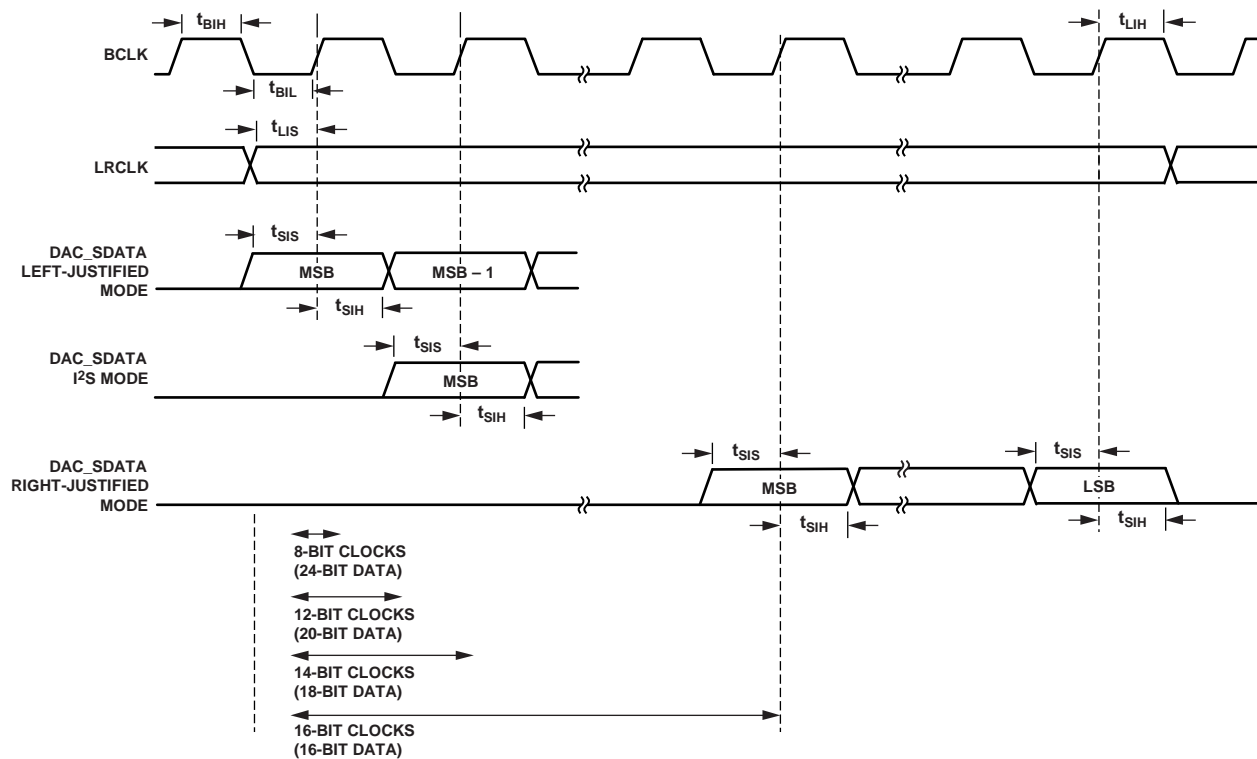 tBIH
tLIH
BCLK
tBIL
tLIS
LRCLK
tSIS
DAC_SDATA
LEFT-JUSTIFIED
MODE
MSB
MSB – 1
tSIH
DAC_SDATA
I2S MODE
tSIS
MSB
tSIH
DAC_SDATA
RIGHT-JUSTIFIED
MODE
tSIS
tSIS
MSB
LSB
tSIH
tSIH
8-BIT CLOCKS
(24-BIT DATA)
12-BIT CLOCKS
(20-BIT DATA)
14-BIT CLOCKS
(18-BIT DATA)
16-BIT CLOCKS
(16-BIT DATA)